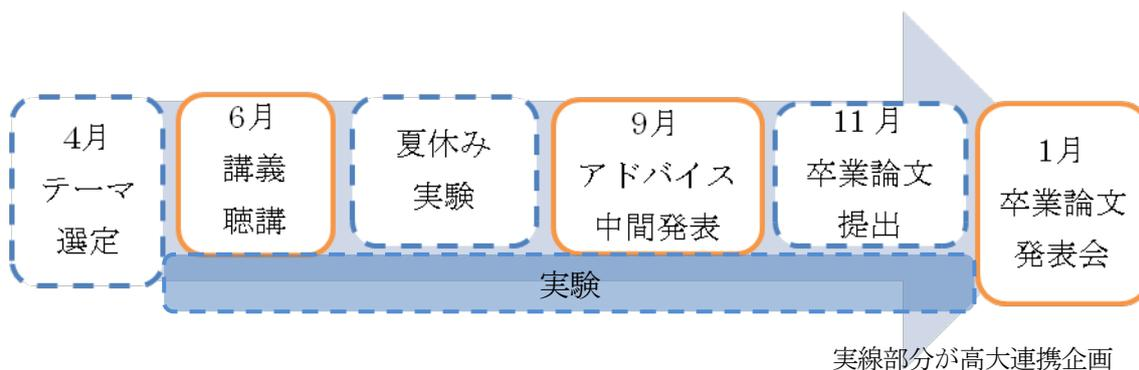 4月
テーマ
選定
6月
講義
聴講
夏休み
実験
9月
アドバイス
中間発表
11 月
卒業論文
提出
1月
卒業論文
発表会
実験
実線部分が高大連携企画